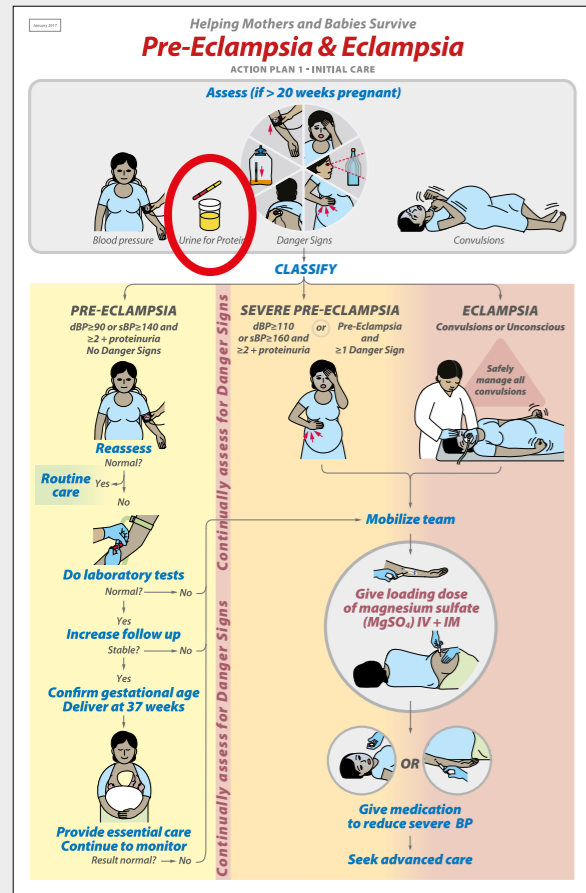 January 2017
Helping Mothers and Babies Survive
Pre-Eclampsia & Eclampsia
ACTION PLAN 1 - INITIAL CARE
Assess (if > 20 weeks pregnant)
Blood pressure
Urine for Protein
Danger Signs
Convulsions
CLASSIFY
PRE-ECLAMPSIA
dBP≥90 or sBP≥140 and
≥2 + proteinuria
No Danger Signs
Reassess
Normal?
Routine
care
Yes
No
Do laboratory tests
Normal? No
Yes
Increase follow up
Stable? No
Yes
Confirm gestational age
Deliver at 37 weeks
Provide essential care
Continue to monitor
Result normal? No
Continually assess for Danger Signs
Continually assess for Danger Signs
SEVERE PRE-ECLAMPSIA
dBP≥110
or sBP≥160 and
≥2 + proteinuria
or
Pre-Eclampsia
and
≥1 Danger Sign
ECLAMPSIA
Convulsions or Unconscious
Safely
manage all
convulsions
Mobilize team
Give loading dose
of magnesium sulfate
(MgSO₄) IV + IM
OR
Give medication
to reduce severe BP
Seek advanced care